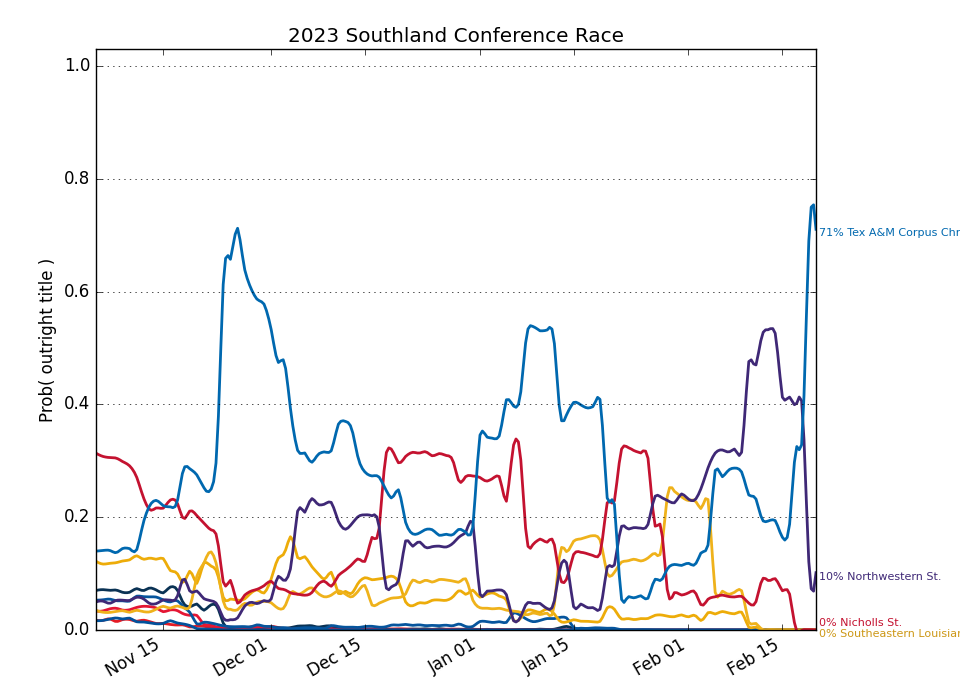 2023 Southland Conference Race
Prob( outright title )
1.0
0.8
0.6
0.4
0.2
0.0
Nov 15
Dec 01
Dec 15
Jan 01
Jan 15
Feb 01
Feb 15
71% Tex A&M Corpus Chr
10% Northwestern St.
0% Nicholls St.
0% Southeastern Louisian